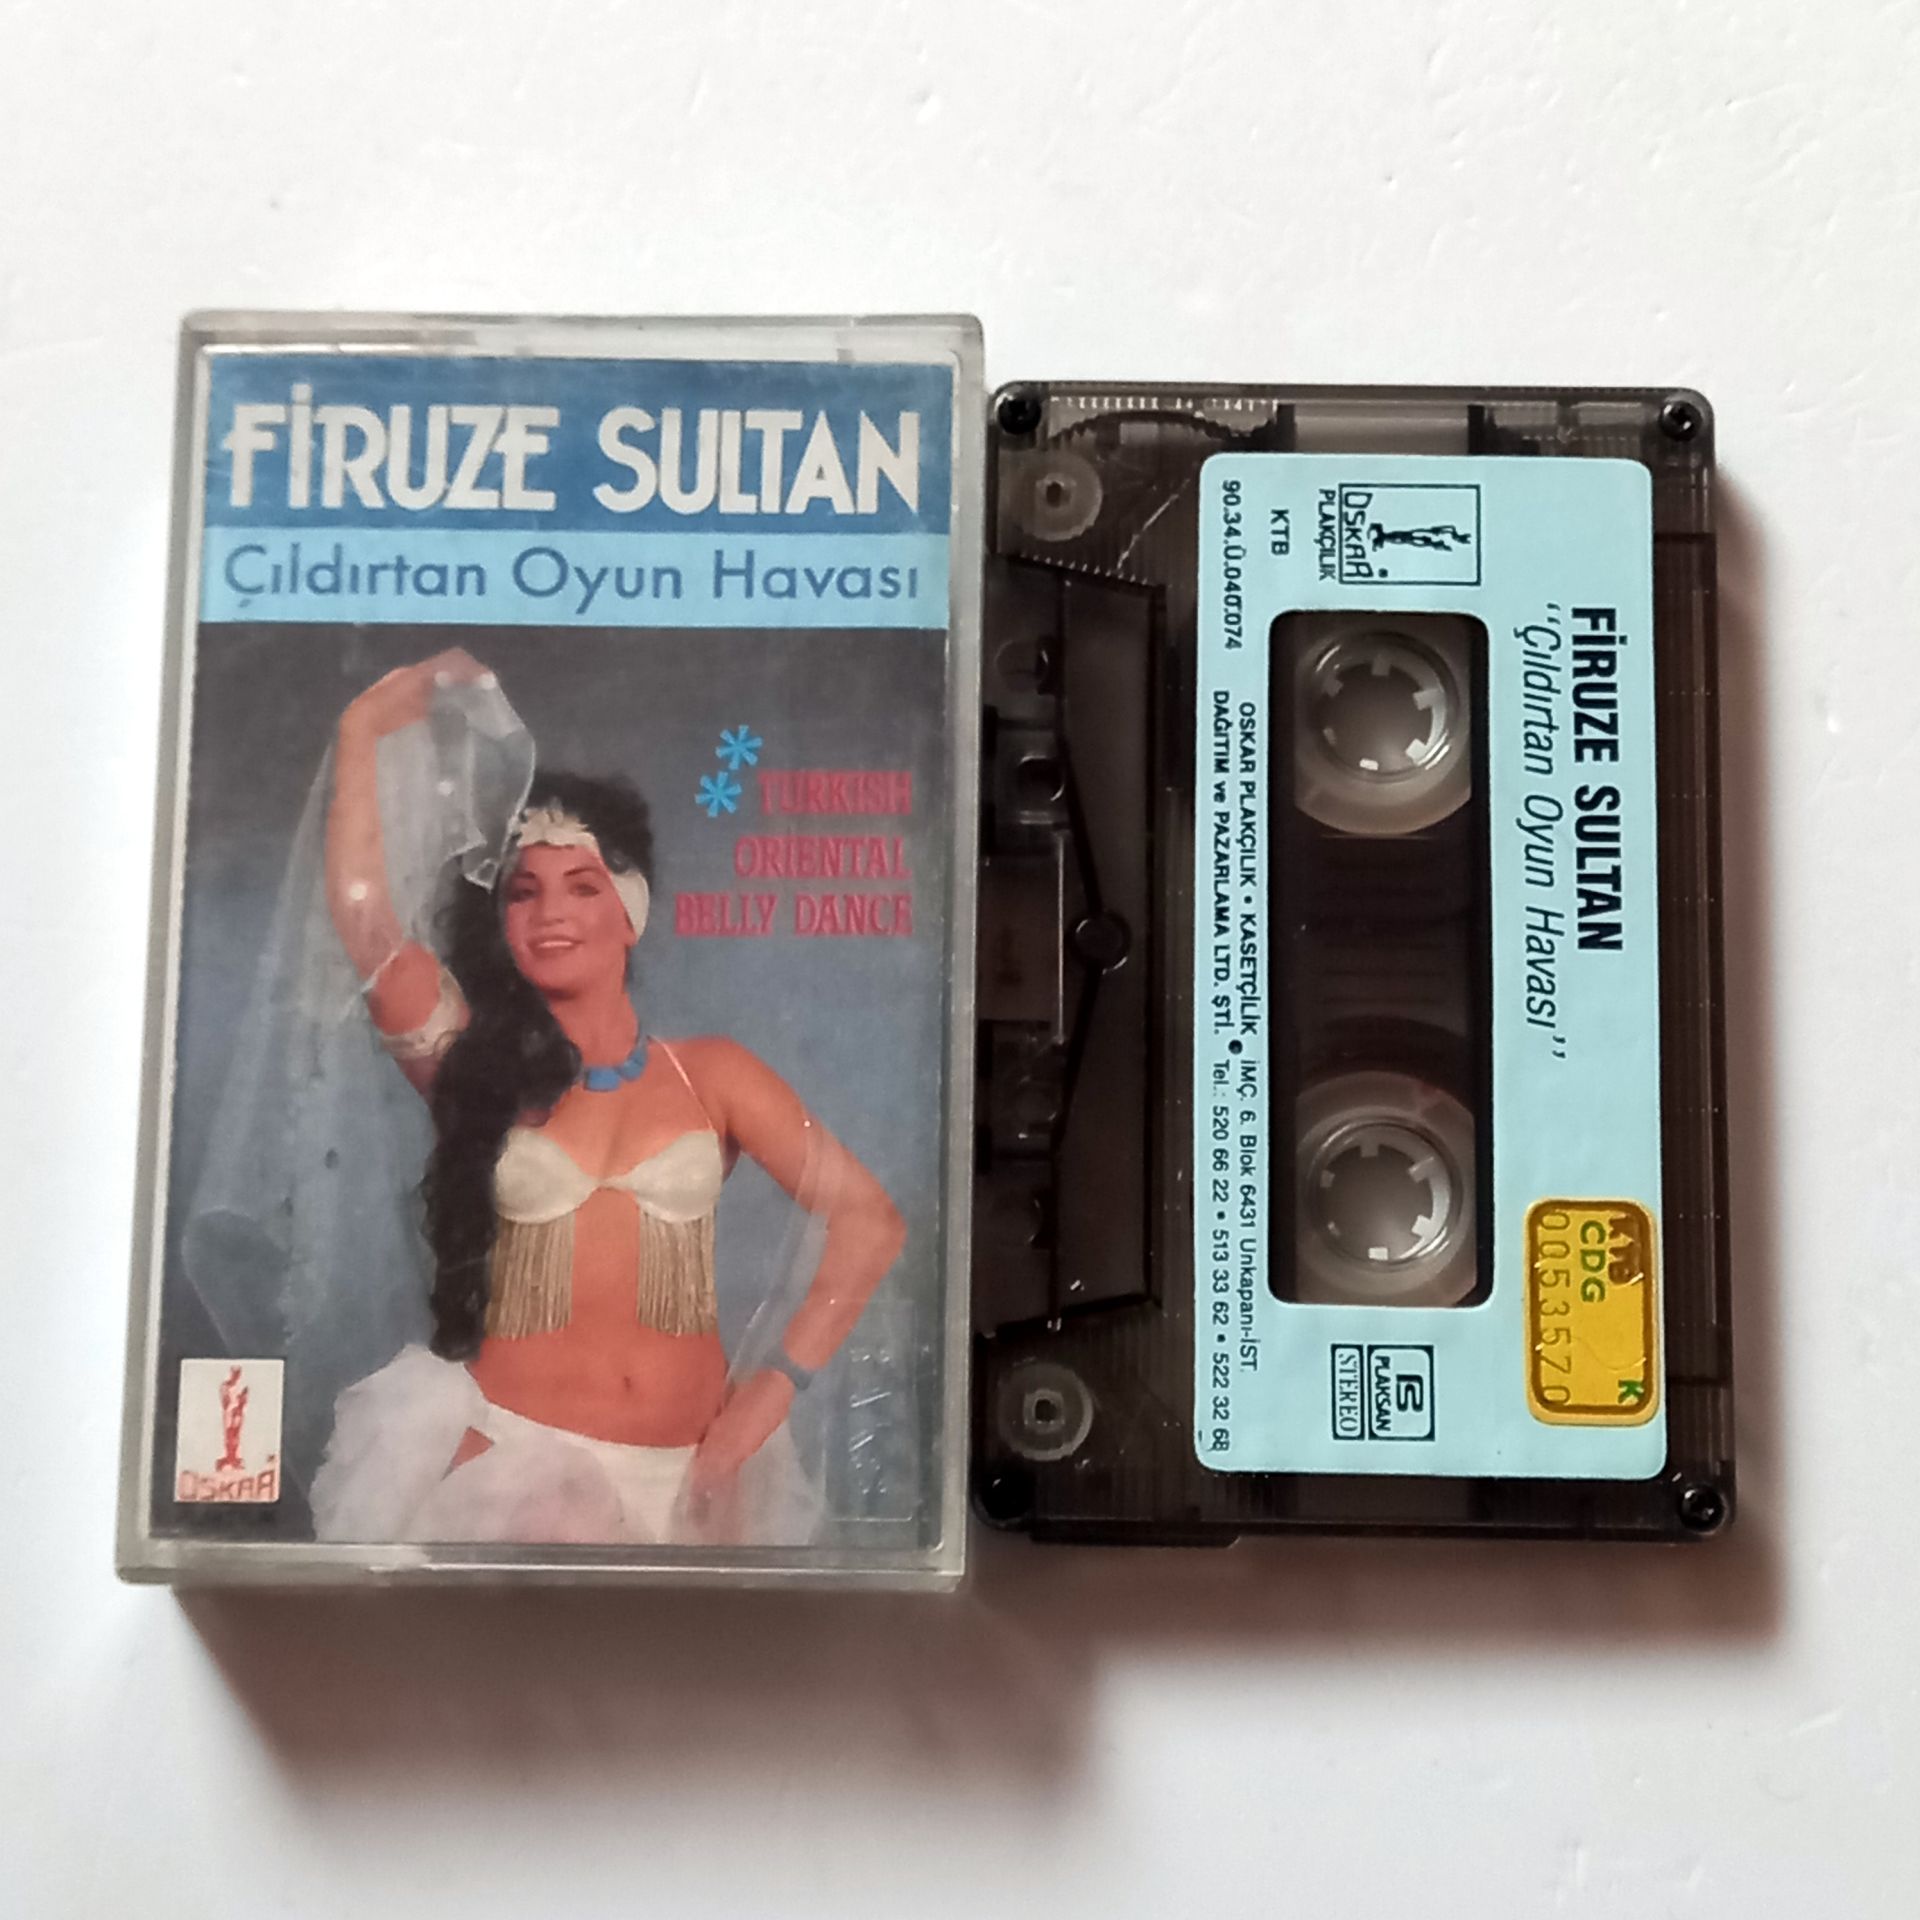 FİRUZE SULTAN
Çıldırtan Oyun Havası
TURKISH
ORIENTAL
BELLY DANCE
OSKAR
FİRUZE SULTAN
"Çıldırtan Oyun Havası"
OSKAR
PLAKÇILIK
KTB
90.34.Ü.040.074
OSKAR PLAKÇILIK • KASETÇİLİK İMÇ. 6. Blok 6431 Unkapanı-İST.
DAĞITIM ve PAZARLAMA LTD. ŞTİ. • Tel.: 520 66 22 • 513 33 62 • 522 32 68
PLAKSAN
STEREO
KTB
CDG
K
0053570